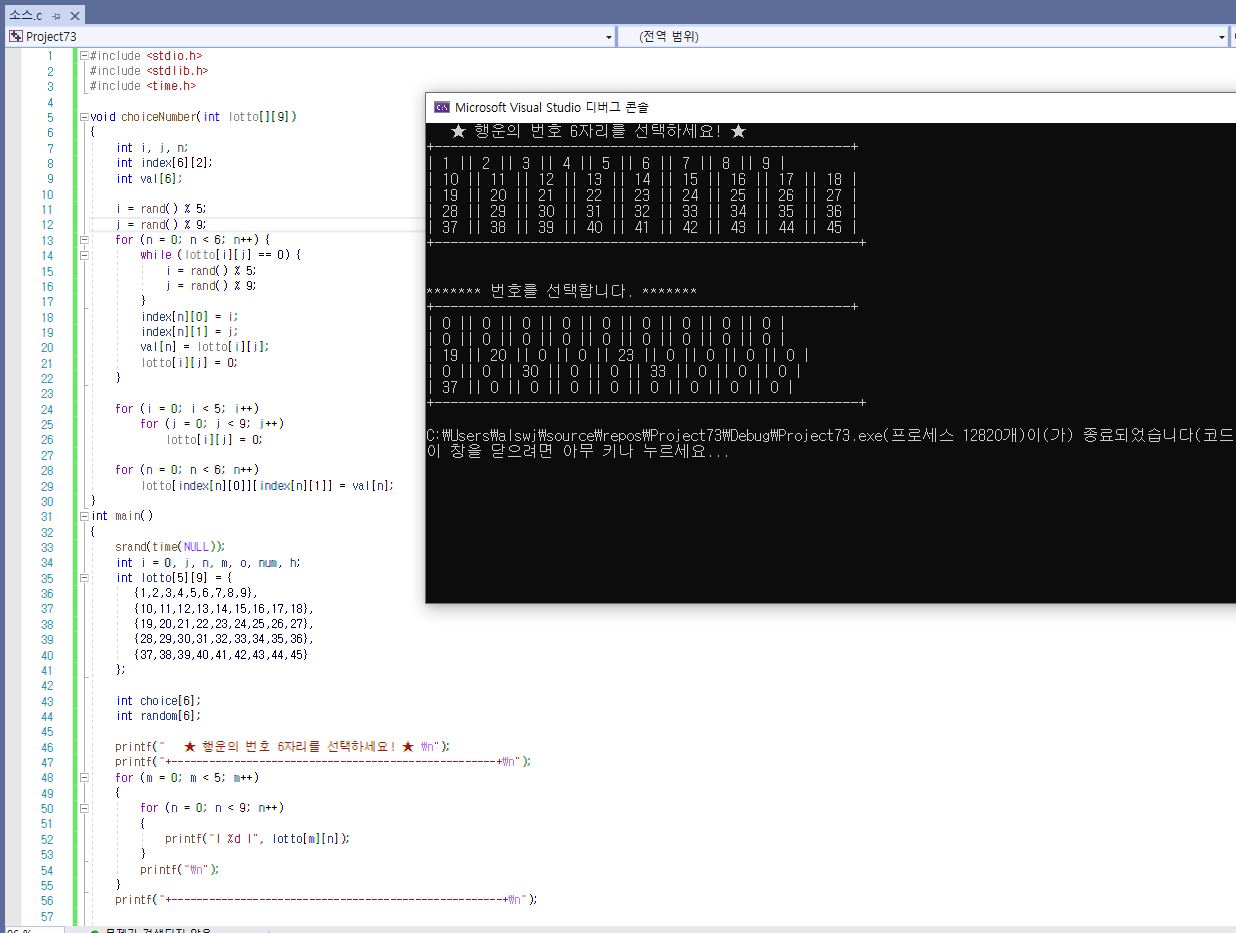 소스.c
Project73
(전역 범위)
1 #include <stdio.h>
2 #include <stdlib.h>
3 #include <time.h>
4
5 void choiceNumber(int lotto[][9])
6 {
7 int i, j, n;
8 int index[6][2];
9 int val[6];
10
11 i = rand() % 5;
12 j = rand() % 9;
13 for (n = 0; n < 6; n++) {
14 while (lotto[i][j] == 0) {
15 i = rand() % 5;
16 j = rand() % 9;
17 }
18 index[n][0] = i;
19 index[n][1] = j;
20 val[n] = lotto[i][j];
21 lotto[i][j] = 0;
22 }
23
24 for (i = 0; i < 5; i++)
25 for (j = 0; j < 9; j++)
26 lotto[i][j] = 0;
27
28 for (n = 0; n < 6; n++)
29 lotto[index[n][0]][index[n][1]] = val[n];
30 }
31 int main()
32 {
33 srand(time(NULL));
34 int i = 0, j, n, m, o, num, h;
35 int lotto[5][9] = {
36 {1,2,3,4,5,6,7,8,9},
37 {10,11,12,13,14,15,16,17,18},
38 {19,20,21,22,23,24,25,26,27},
39 {28,29,30,31,32,33,34,35,36},
40 {37,38,39,40,41,42,43,44,45}
41 };
42
43 int choice[6];
44 int random[6];
45
46 printf("   ★ 행운의 번호 6자리를 선택하세요! ★ ₩n");
47 printf("+-----------------------------------------------------+₩n");
48 for (m = 0; m < 5; m++)
49 {
50 for (n = 0; n < 9; n++)
51 {
52 printf("| %d |", lotto[m][n]);
53 }
54 printf("₩n");
55 }
56 printf("+------------------------------------------------------+₩n");
57
Microsoft Visual Studio 디버그 콘솔
★ 행운의 번호 6자리를 선택하세요! ★
+-----------------------------------------------------+
| 1 || 2 || 3 || 4 || 5 || 6 || 7 || 8 || 9 |
| 10 || 11 || 12 || 13 || 14 || 15 || 16 || 17 || 18 |
| 19 || 20 || 21 || 22 || 23 || 24 || 25 || 26 || 27 |
| 28 || 29 || 30 || 31 || 32 || 33 || 34 || 35 || 36 |
| 37 || 38 || 39 || 40 || 41 || 42 || 43 || 44 || 45 |
+------------------------------------------------------+
******* 번호를 선택합니다. *******
+-----------------------------------------------------+
| 0 || 0 || 0 || 0 || 0 || 0 || 0 || 0 || 0 |
| 0 || 0 || 0 || 0 || 0 || 0 || 0 || 0 || 0 |
| 19 || 20 || 0 || 0 || 23 || 0 || 0 || 0 || 0 |
| 0 || 0 || 30 || 0 || 0 || 33 || 0 || 0 || 0 |
| 37 || 0 || 0 || 0 || 0 || 0 || 0 || 0 || 0 |
+------------------------------------------------------+
C:₩Users₩alswj₩source₩repos₩Project73₩Debug₩Project73.exe(프로세스 12820개)이(가) 종료되었습니다(코드
이 창을 닫으려면 아무 키나 누르세요...